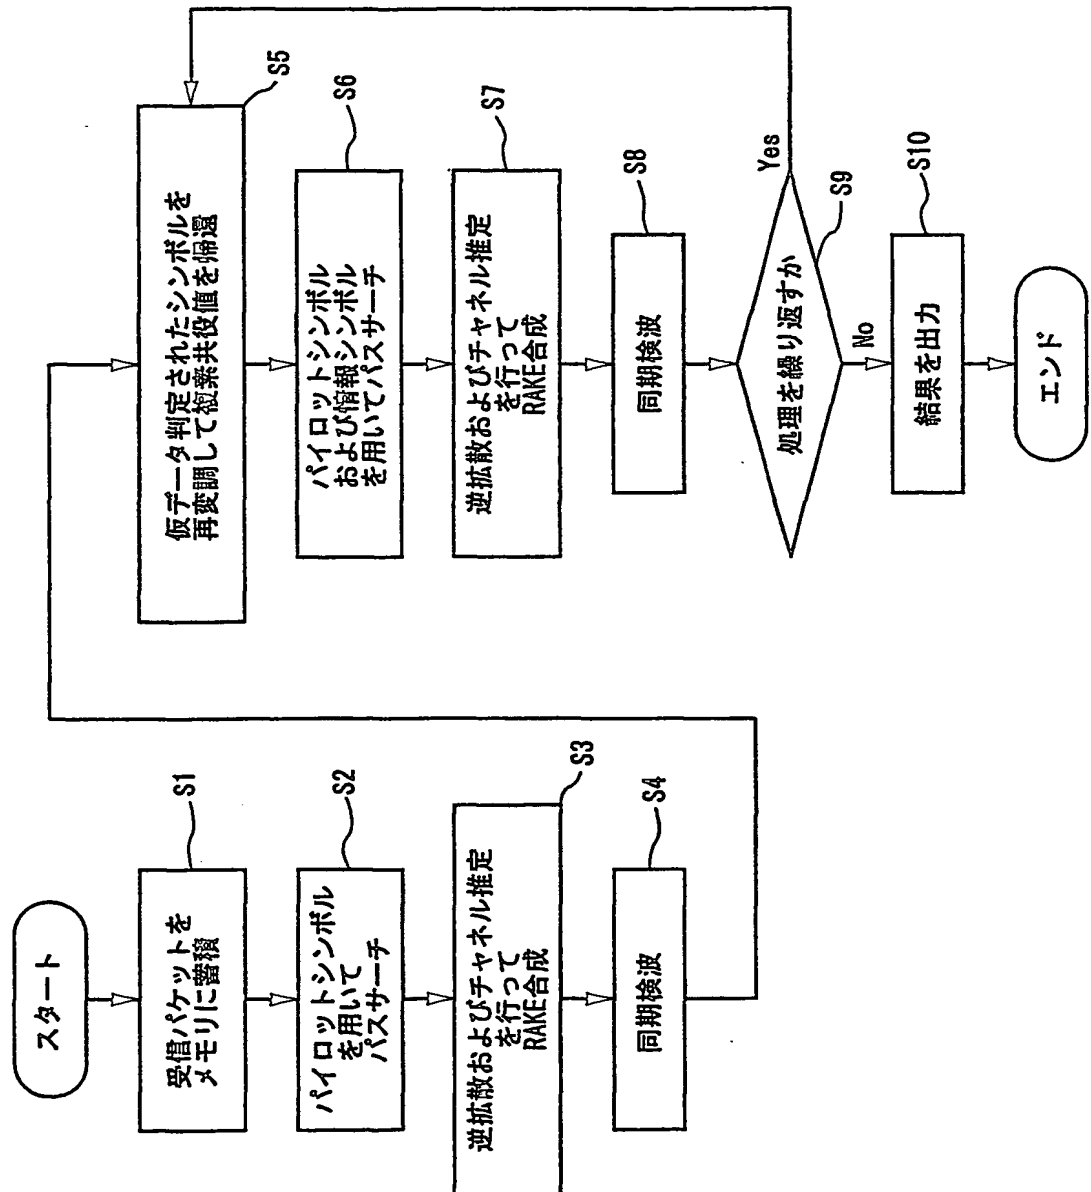 スタート
受信パケットを
メモリに蓄積
S1
パイロットシンボル
を用いて
パスサーチ
S2
逆拡散およびチャネル推定
を行って
RAKE合成
S3
同期検波
S4
仮データ判定されたシンボルを
再変調して複素共役値を帰還
S5
パイロットシンボル
および情報シンボル
を用いてパスサーチ
S6
逆拡散およびチャネル推定
を行って
RAKE合成
S7
同期検波
S8
処理を繰り返すか
S9
Yes
No
結果を出力
S10
エンド